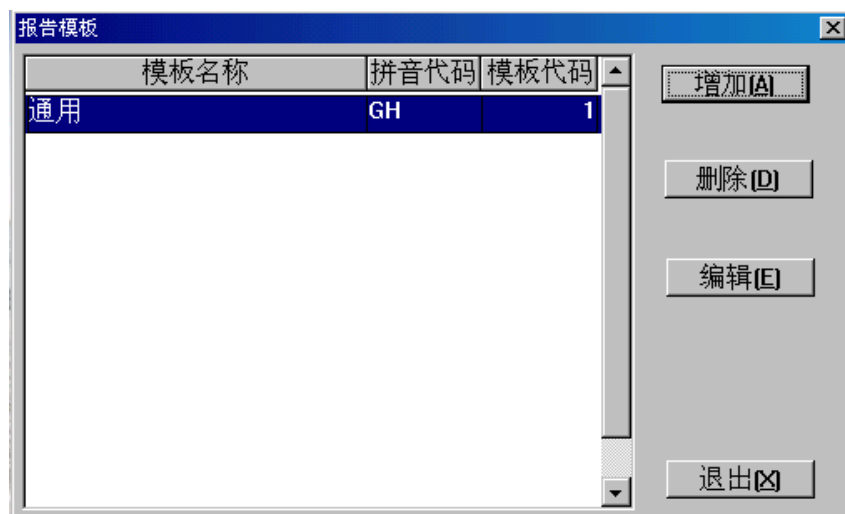 报告模板
模板名称 拼音代码 模板代码
通用 GH 1
增加(A)
删除(D)
编辑(E)
退出(X)